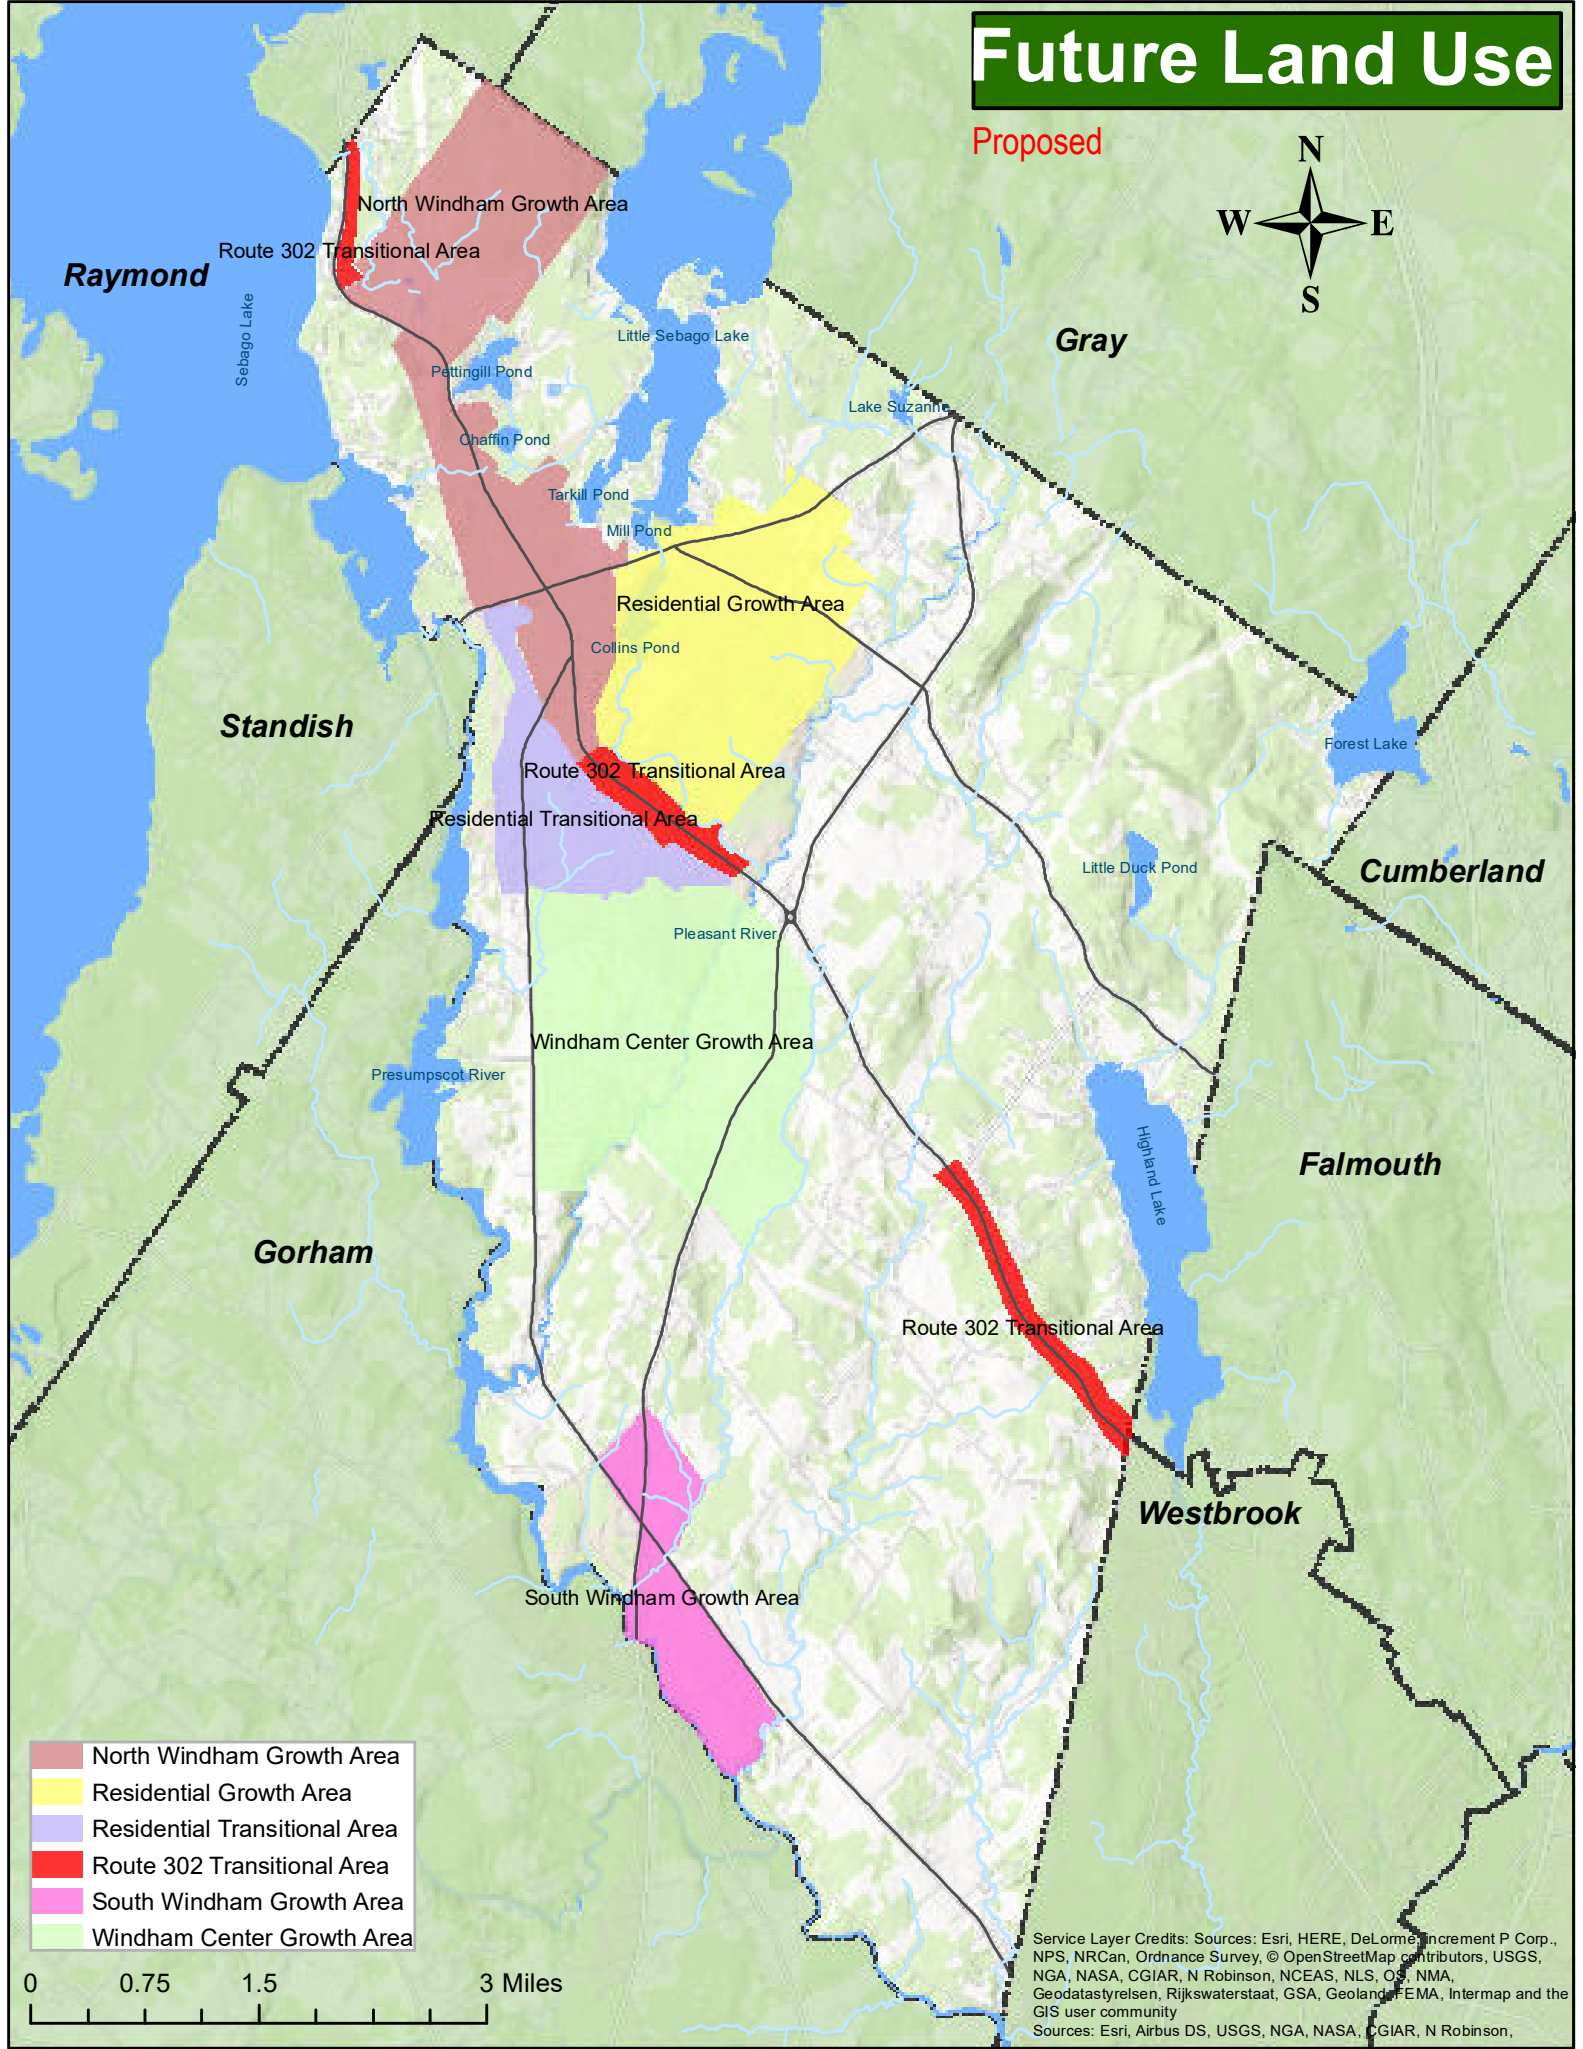 Future Land Use
Proposed
N
W
E
S
North Windham Growth Area
Route 302 Transitional Area
Raymond
Sebago Lake
Little Sebago Lake
Gray
Pettingill Pond
Lake Suzanne
Chaffin Pond
Tarkill Pond
Mill Pond
Residential Growth Area
Collins Pond
Standish
Forest Lake
Route 302 Transitional Area
Residential Transitional Area
Little Duck Pond
Cumberland
Pleasant River
Windham Center Growth Area
Presumpscot River
Highland Lake
Falmouth
Gorham
Route 302 Transitional Area
Westbrook
South Windham Growth Area
North Windham Growth Area
Residential Growth Area
Residential Transitional Area
Route 302 Transitional Area
South Windham Growth Area
Windham Center Growth Area
0 0.75 1.5 3 Miles
Service Layer Credits: Sources: Esri, HERE, DeLorme, increment P Corp.,
NPS, NRCan, Ordnance Survey, © OpenStreetMap contributors, USGS,
NGA, NASA, CGIAR, N Robinson, NCEAS, NLS, OS, NMA,
Geodatastyrelsen, Rijkswaterstaat, GSA, Geoland, FEMA, Intermap and the
GIS user community
Sources: Esri, Airbus DS, USGS, NGA, NASA, CGIAR, N Robinson,